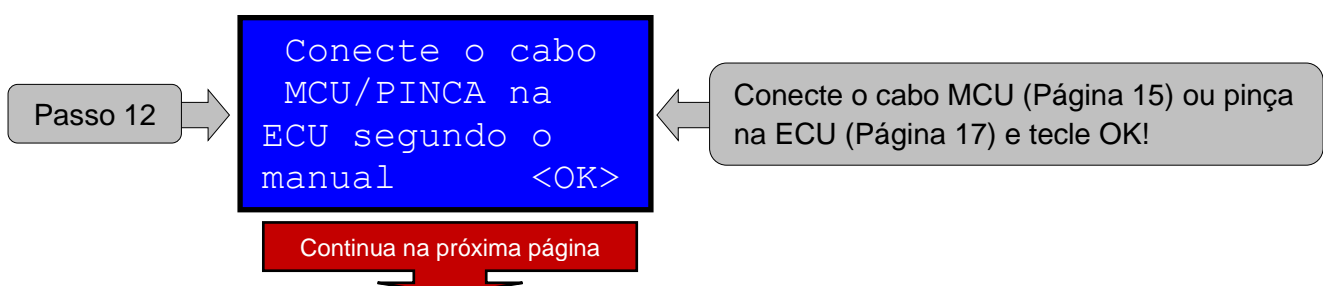 Passo 12
Conecte o cabo
MCU/PINCA na
ECU segundo o
manual <OK>
Conecte o cabo MCU (Página 15) ou pinça
na ECU (Página 17) e tecle OK!
Continua na próxima página